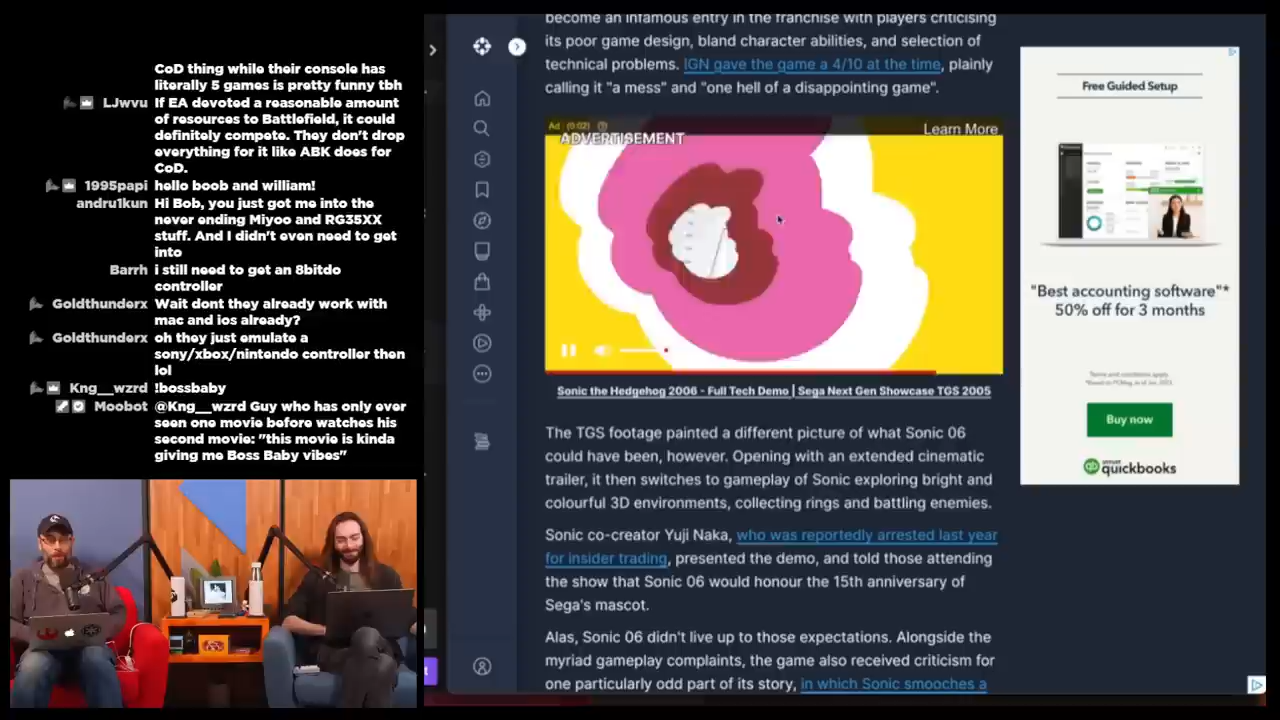 CoD thing while their console has
literally 5 games is pretty funny tbh
LJwvu If EA devoted a reasonable amount
of resources to Battlefield, it could
definitely compete. They don't drop
everything for it like ABK does for
CoD.
1995papi hello boob and william!
andru1kun Hi Bob, you just got me into the
never ending Miyoo and RG35XX
stuff. And I didn't even need to get
into
Barrh i still need to get an 8bitdo
controller
Goldthunderx Wait dont they already work with
mac and ios already?
Goldthunderx oh they just emulate a
sony/xbox/nintendo controller then
lol
Kng__wzrd !bossbaby
Moobot @Kng__wzrd Guy who has only ever
seen one movie before watches his
second movie: "this movie is kinda
giving me Boss Baby vibes"
become an infamous entry in the franchise with players criticising
its poor game design, bland character abilities, and selection of
technical problems. IGN gave the game a 4/10 at the time, plainly
calling it "a mess" and "one hell of a disappointing game".
Ad (0:02)
ADVERTISEMENT
Learn More
Sonic the Hedgehog 2006 - Full Tech Demo | Sega Next Gen Showcase TGS 2005
The TGS footage painted a different picture of what Sonic 06
could have been, however. Opening with an extended cinematic
trailer, it then switches to gameplay of Sonic exploring bright and
colourful 3D environments, collecting rings and battling enemies.
Sonic co-creator Yuji Naka, who was reportedly arrested last year
for insider trading, presented the demo, and told those attending
the show that Sonic 06 would honour the 15th anniversary of
Sega's mascot.
Alas, Sonic 06 didn't live up to those expectations. Alongside the
myriad gameplay complaints, the game also received criticism for
one particularly odd part of its story, in which Sonic smooches a
Free Guided Setup
"Best accounting software"*
50% off for 3 months
Buy now
quickbooks